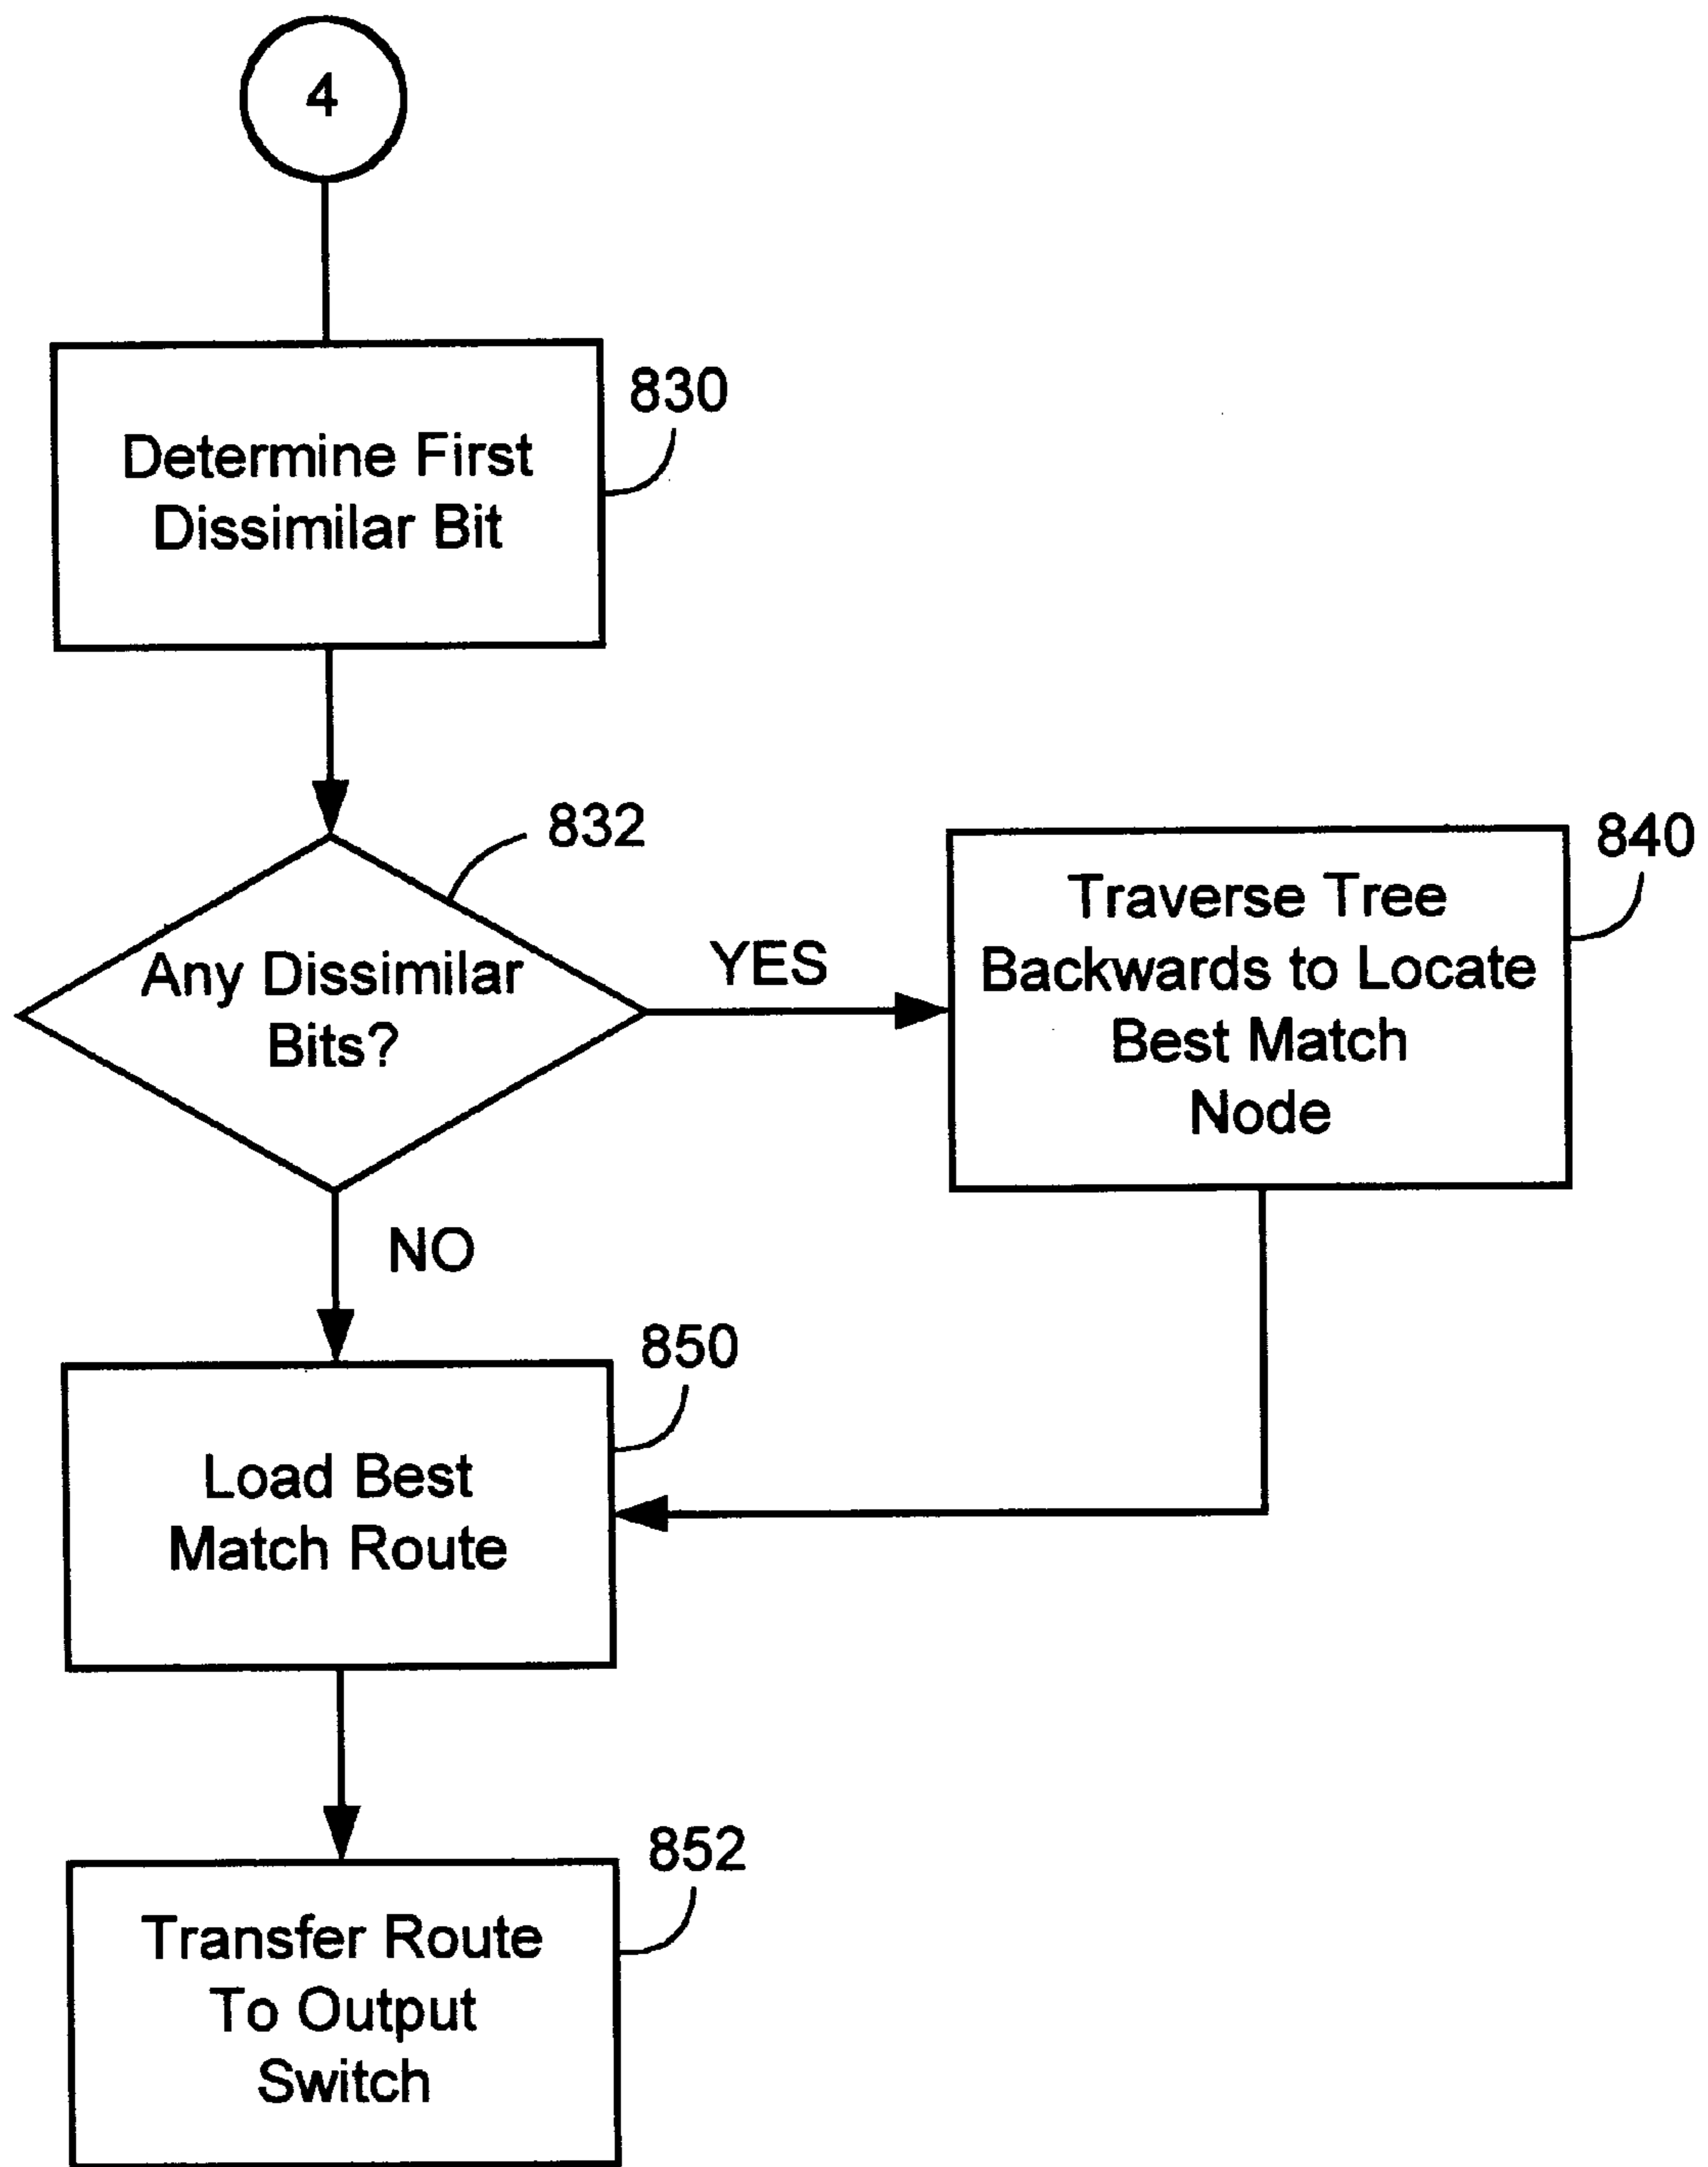 4
830
Determine First
Dissimilar Bit
832
Any Dissimilar
Bits?
YES
840
Traverse Tree
Backwards to Locate
Best Match
Node
NO
850
Load Best
Match Route
852
Transfer Route
To Output
Switch